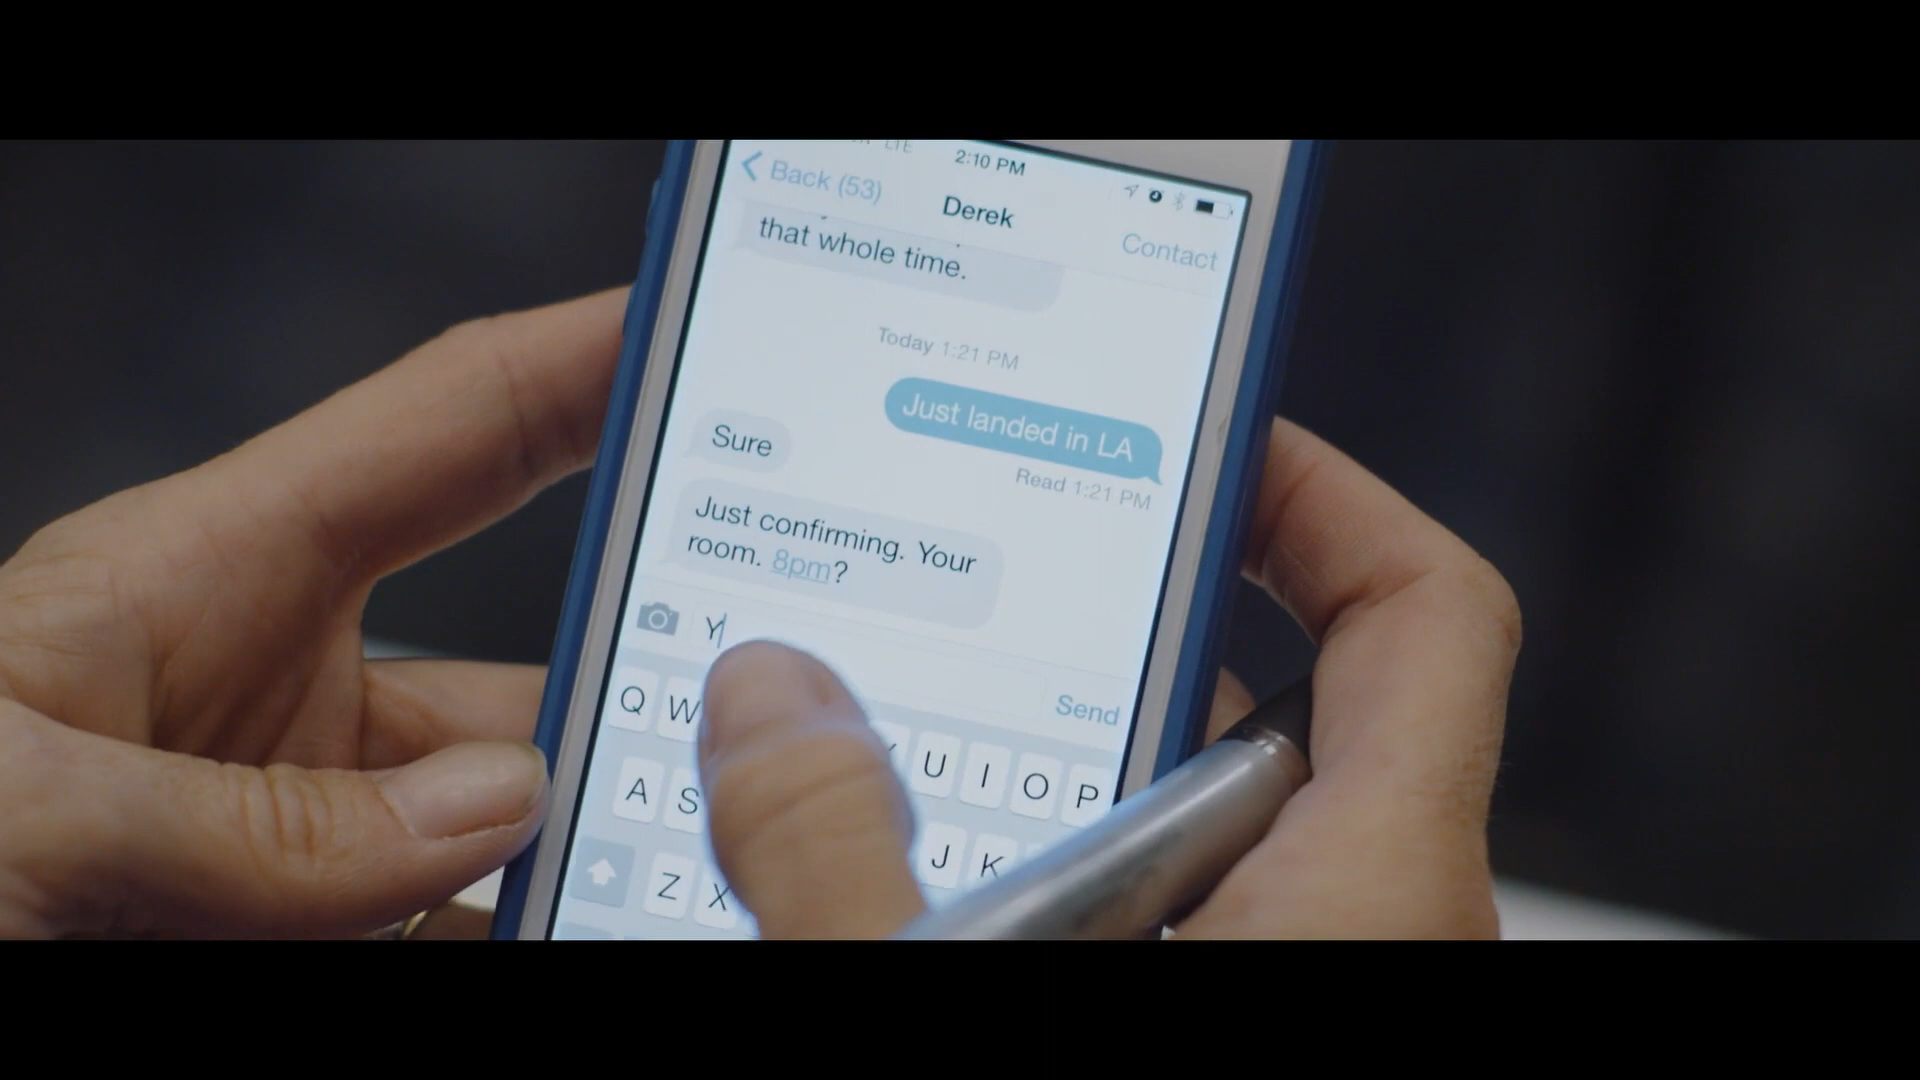 LTE
2:10 PM
Back (53)
Derek
Contact
that whole time.
Today 1:21 PM
Just landed in LA
Read 1:21 PM
Sure
Just confirming. Your
room. 8pm?
Y
Send
Q W U I O P
A S J K
Z X